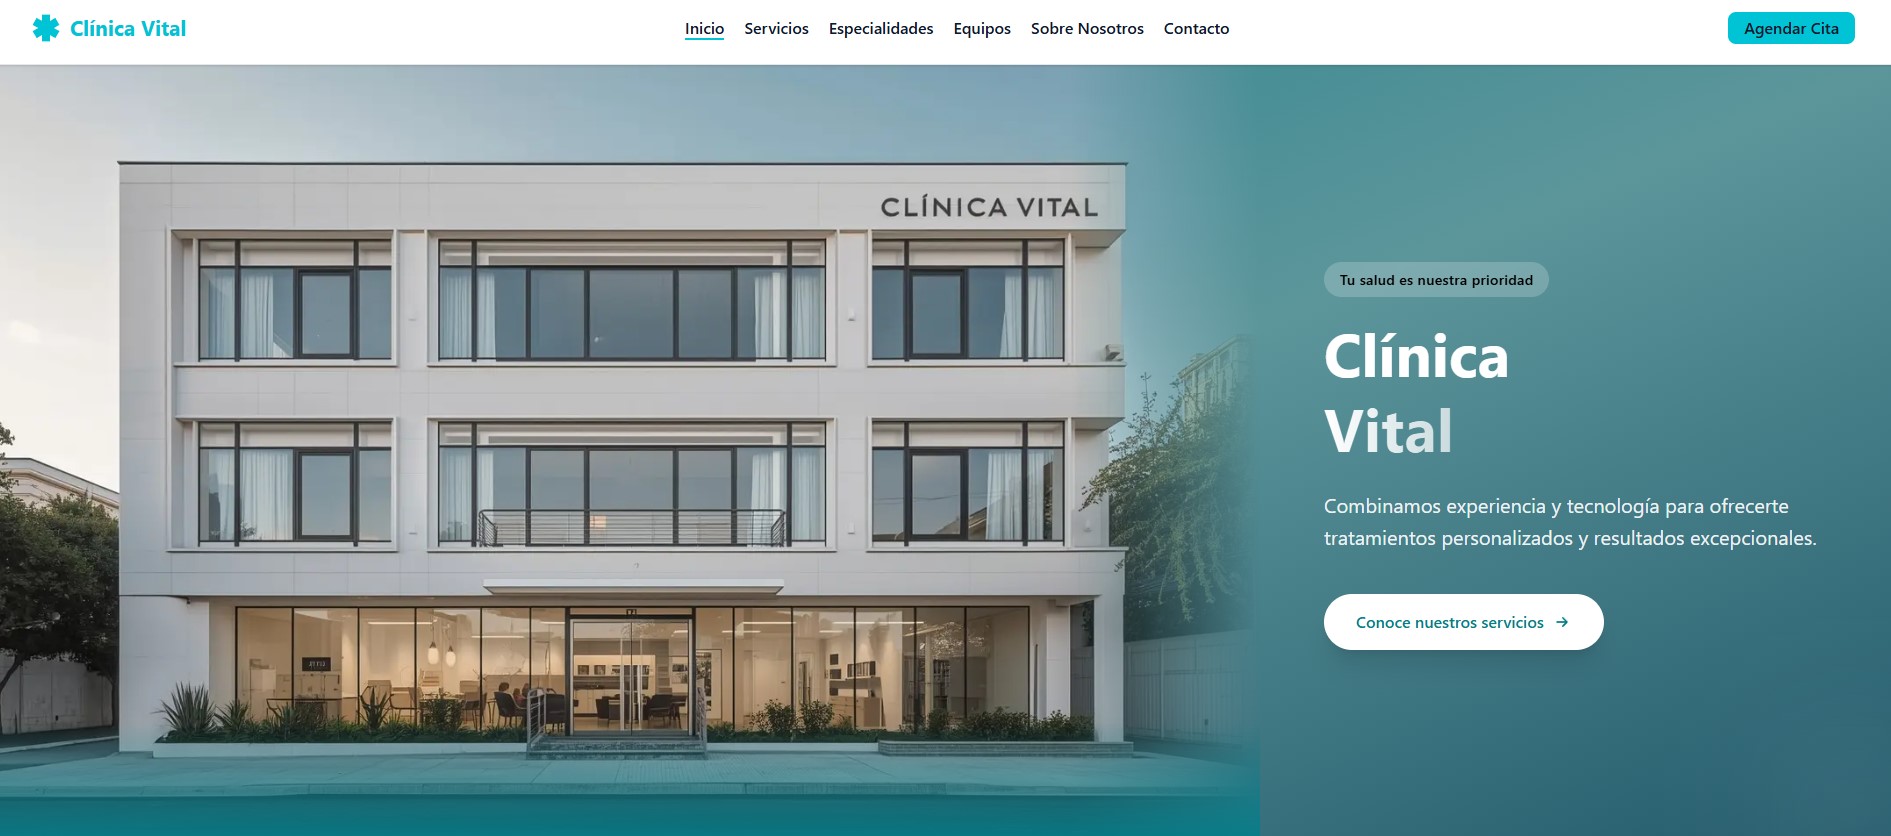 Clínica Vital
Inicio Servicios Especialidades Equipos Sobre Nosotros Contacto
Agendar Cita
CLÍNICA VITAL
Tu salud es nuestra prioridad
Clínica
Vital
Combinamos experiencia y tecnología para ofrecerte
tratamientos personalizados y resultados excepcionales.
Conoce nuestros servicios →